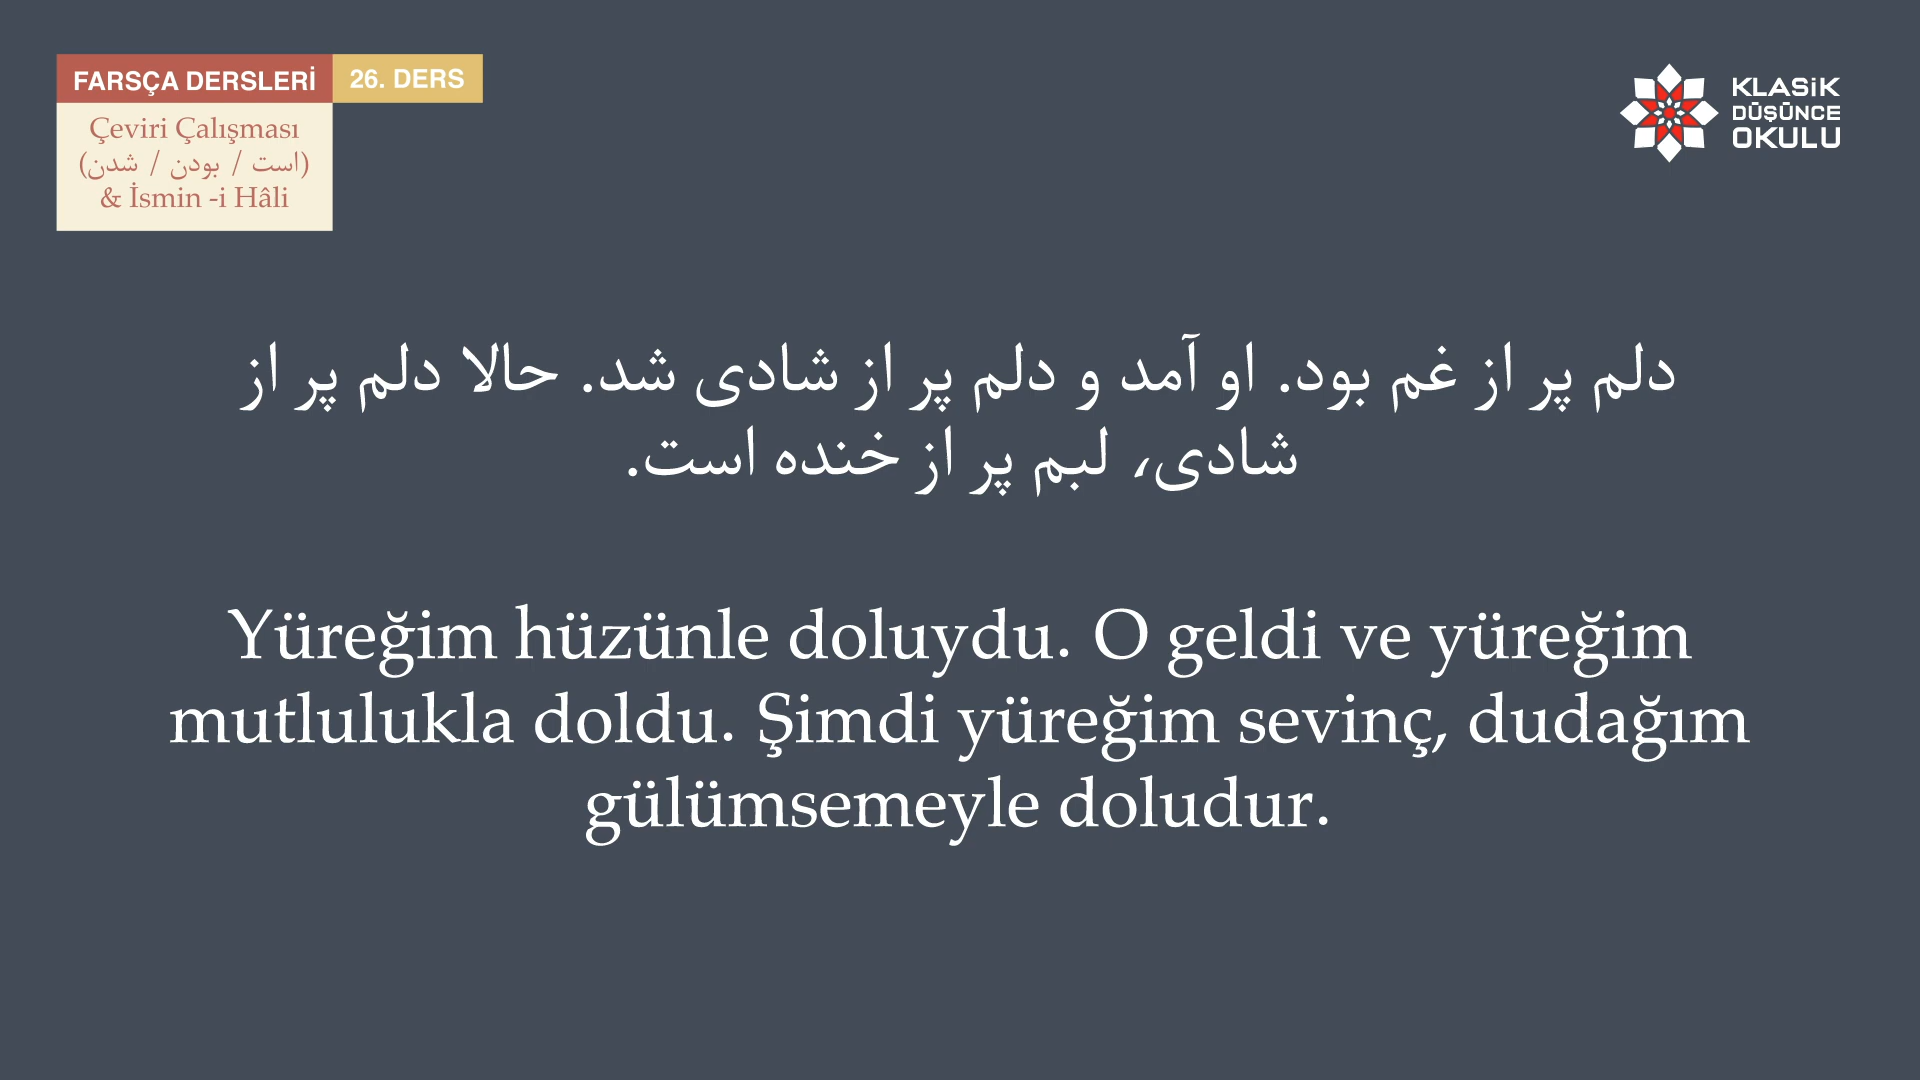 FARSÇA DERSLERİ
26. DERS
Çeviri Çalışması
(است / بودن / شدن)
& İsmin -i Hâli
KLASiK
DÜŞÜNCE
OKULU
دلم پر از غم بود. او آمد و دلم پر از شادی شد. حالا دلم پر از
شادی، لبم پر از خنده است.
Yüreğim hüzünle doluydu. O geldi ve yüreğim
mutlulukla doldu. Şimdi yüreğim sevinç, dudağım
gülümsemeyle doludur.